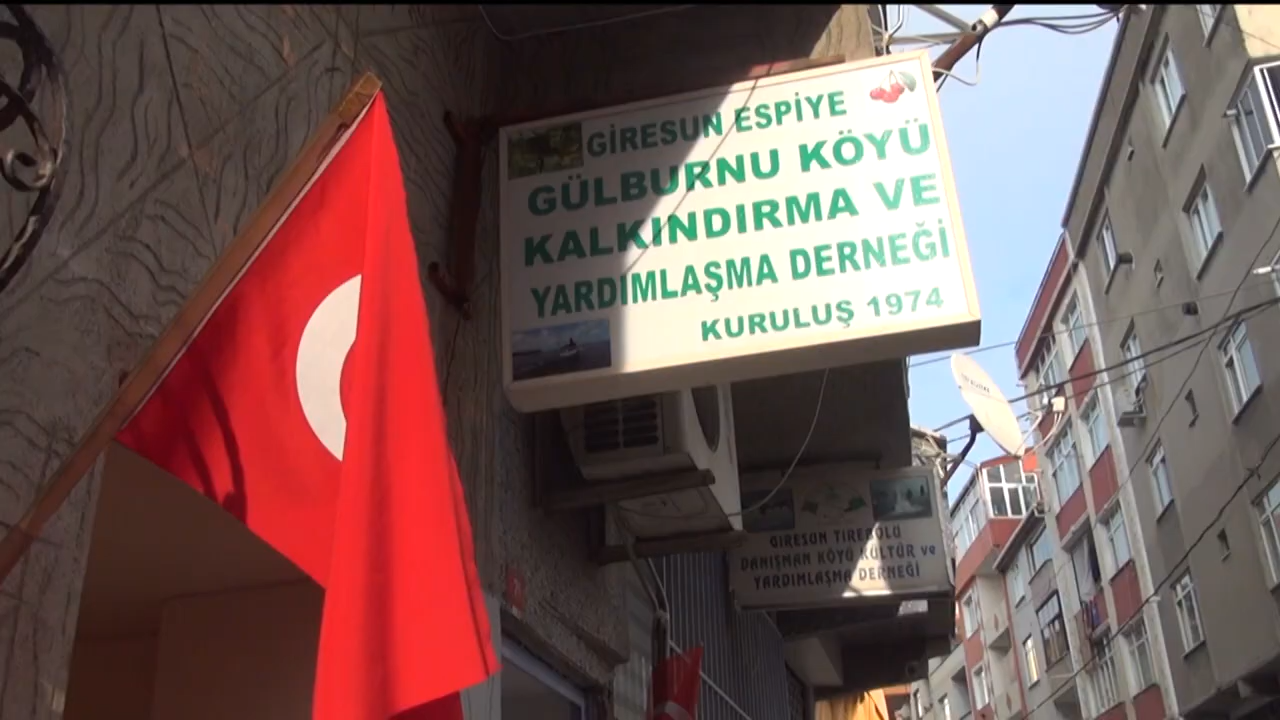 GİRESUN ESPİYE
GÜLBURNU KÖYÜ
KALKINDIRMA VE
YARDIMLAŞMA DERNEĞİ
KURULUŞ 1974
GİRESUN TİREBOLU
DANIŞMAN KÖYÜ KÜLTÜR ve
YARDIMLAŞMA DERNEĞİ